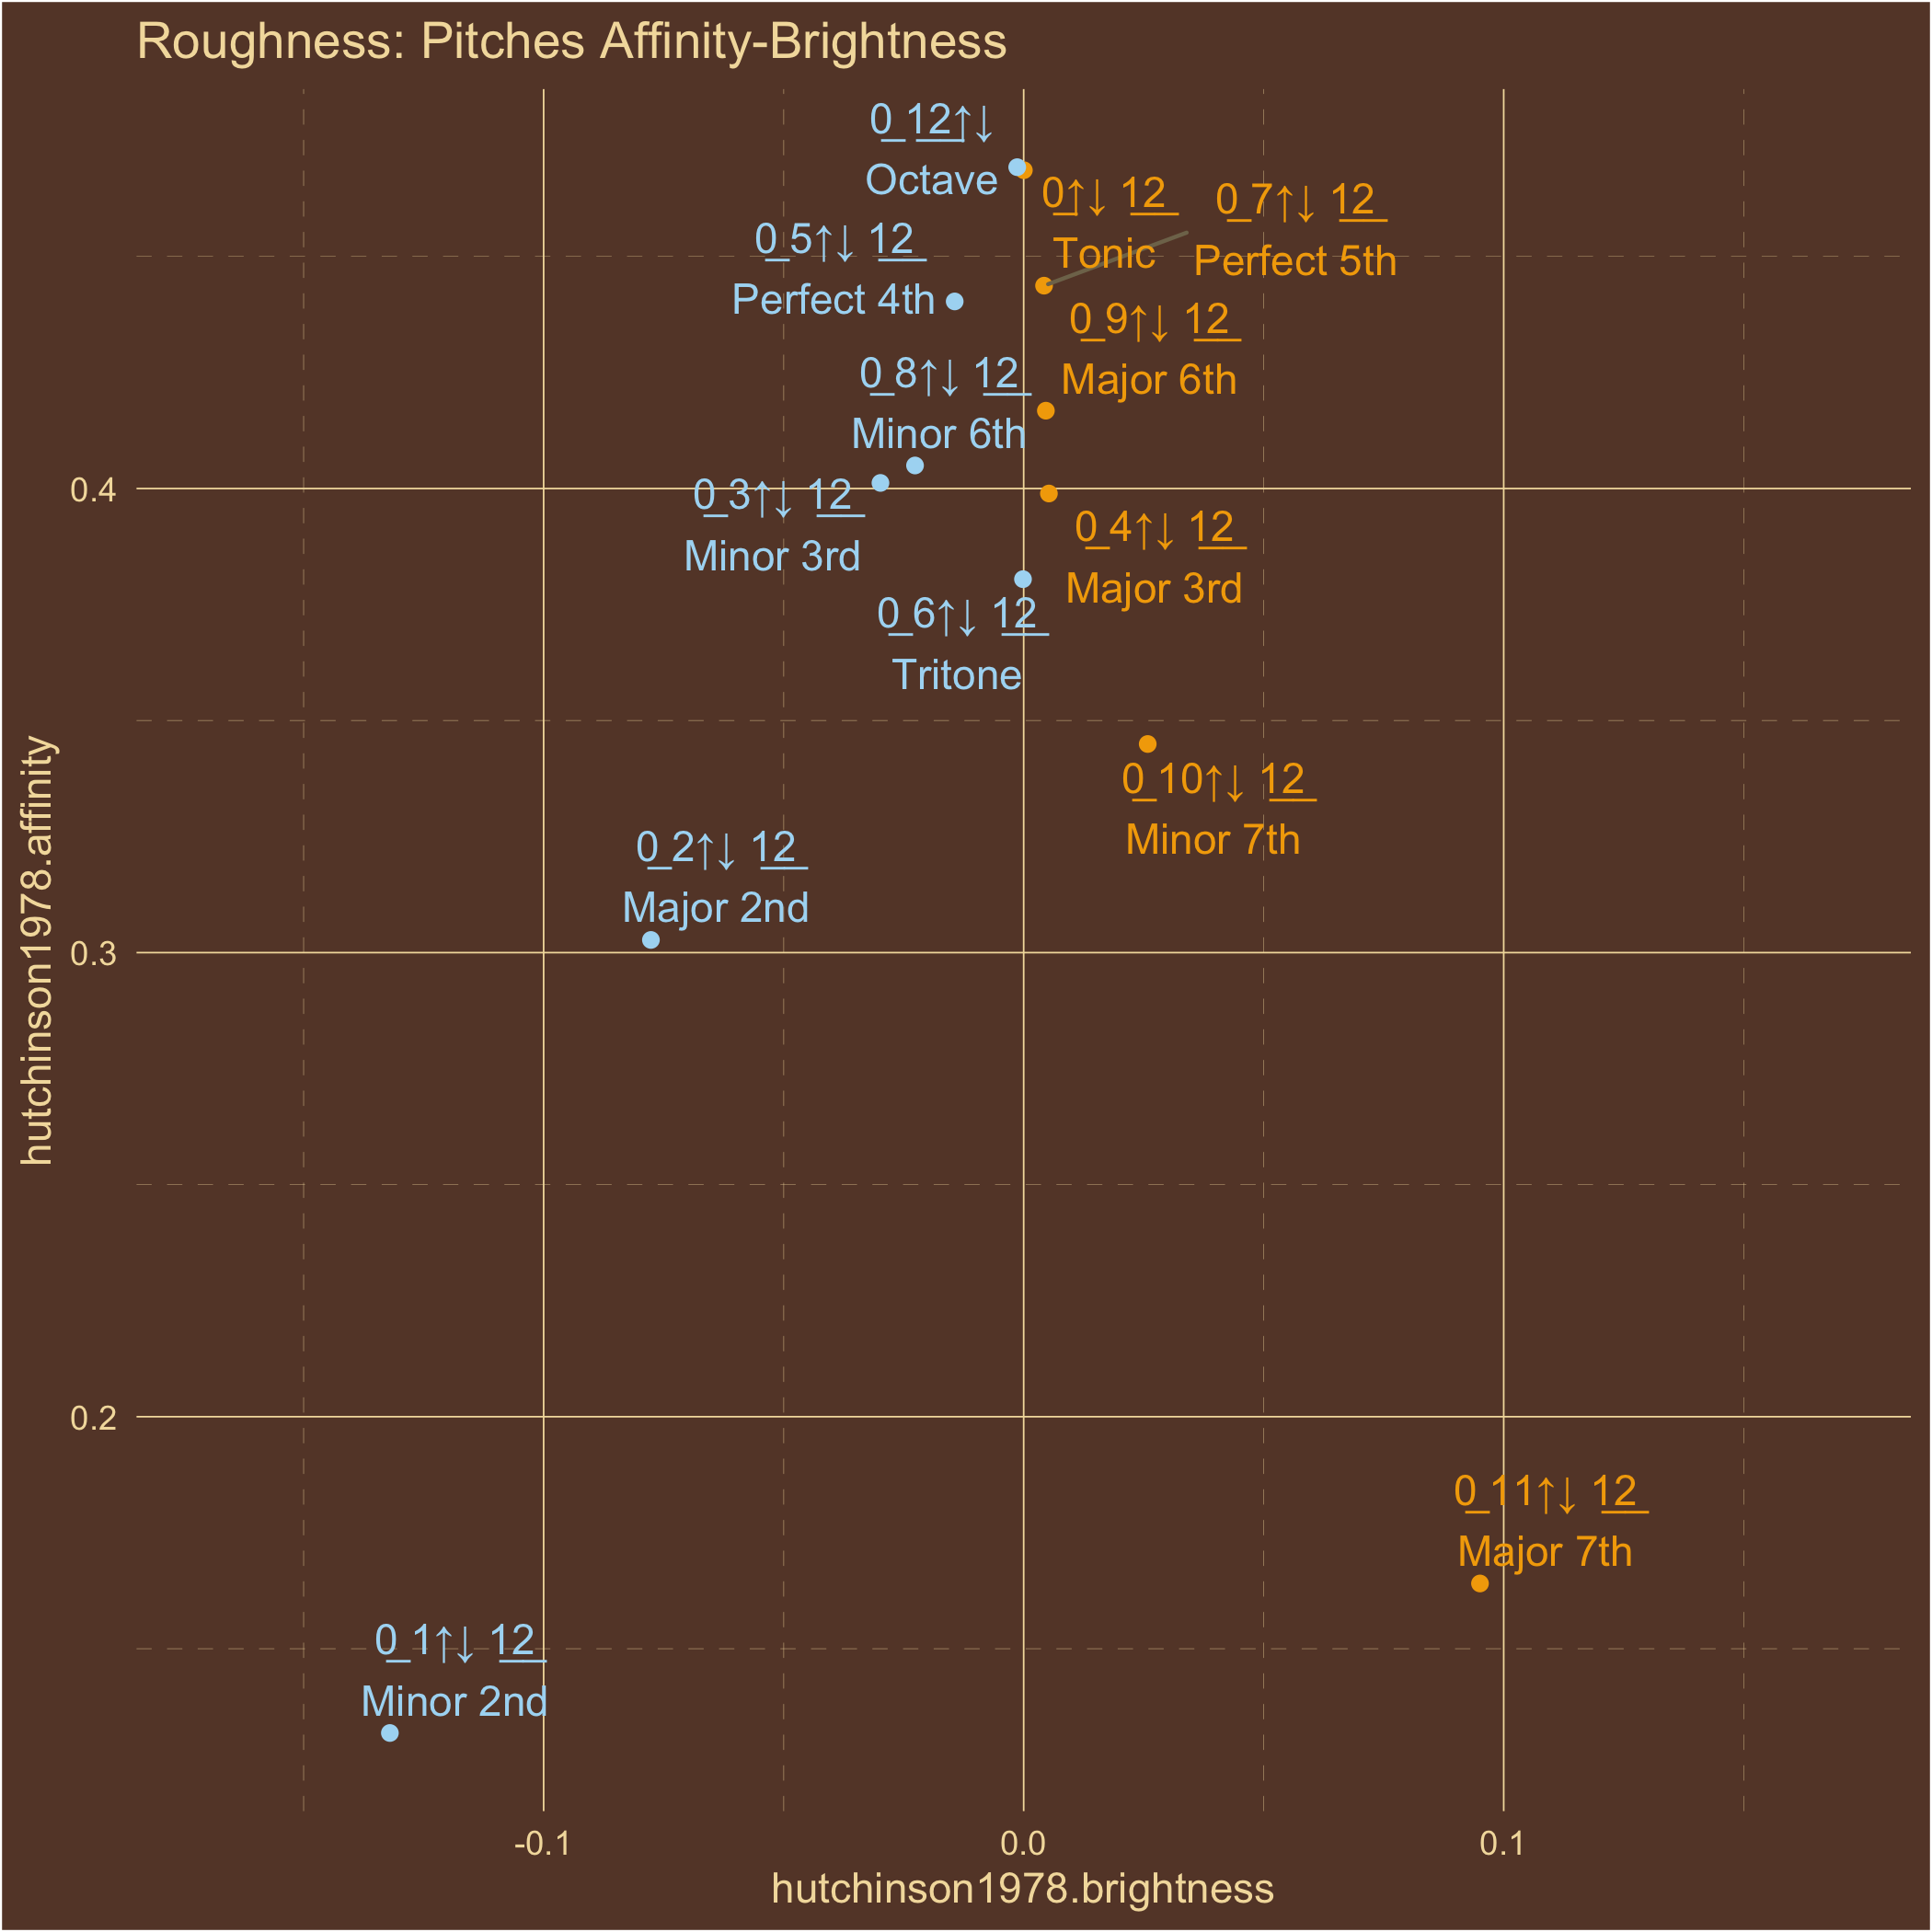 Roughness: Pitches Affinity-Brightness
0 12↑↓
Octave
0↑↓ 12
Tonic
0 7↑↓ 12
Perfect 5th
0 5↑↓ 12
Perfect 4th
0 9↑↓ 12
Major 6th
0 8↑↓ 12
Minor 6th
0 3↑↓ 12
Minor 3rd
0 4↑↓ 12
Major 3rd
0 6↑↓ 12
Tritone
0 10↑↓ 12
Minor 7th
0 2↑↓ 12
Major 2nd
0 11↑↓ 12
Major 7th
0 1↑↓ 12
Minor 2nd
0.4
0.3
0.2
hutchinson1978.affinity
-0.1
0.0
0.1
hutchinson1978.brightness